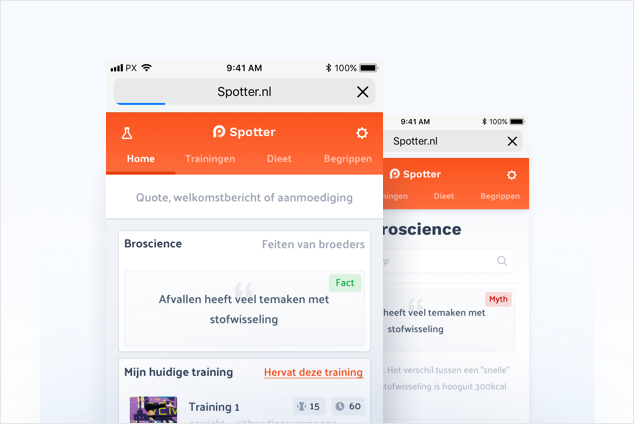 PX
9:41 AM
100%
Spotter.nl
Spotter
Home
Trainingen
Dieet
Begrippen
Quote, welkomstbericht of aanmoediging
Broscience
Feiten van broeders
Fact
Afvallen heeft veel temaken met
stofwisseling
Mijn huidige training
Hervat deze training
Training 1
15
60
9:41 AM
100%
Spotter.nl
Spotter
ningen
Dieet
Begrippen
roscience
Myth
heeft veel temaken met
stofwisseling
. Het verschil tussen een "snelle"
stofwisseling is hooguit 300kcal